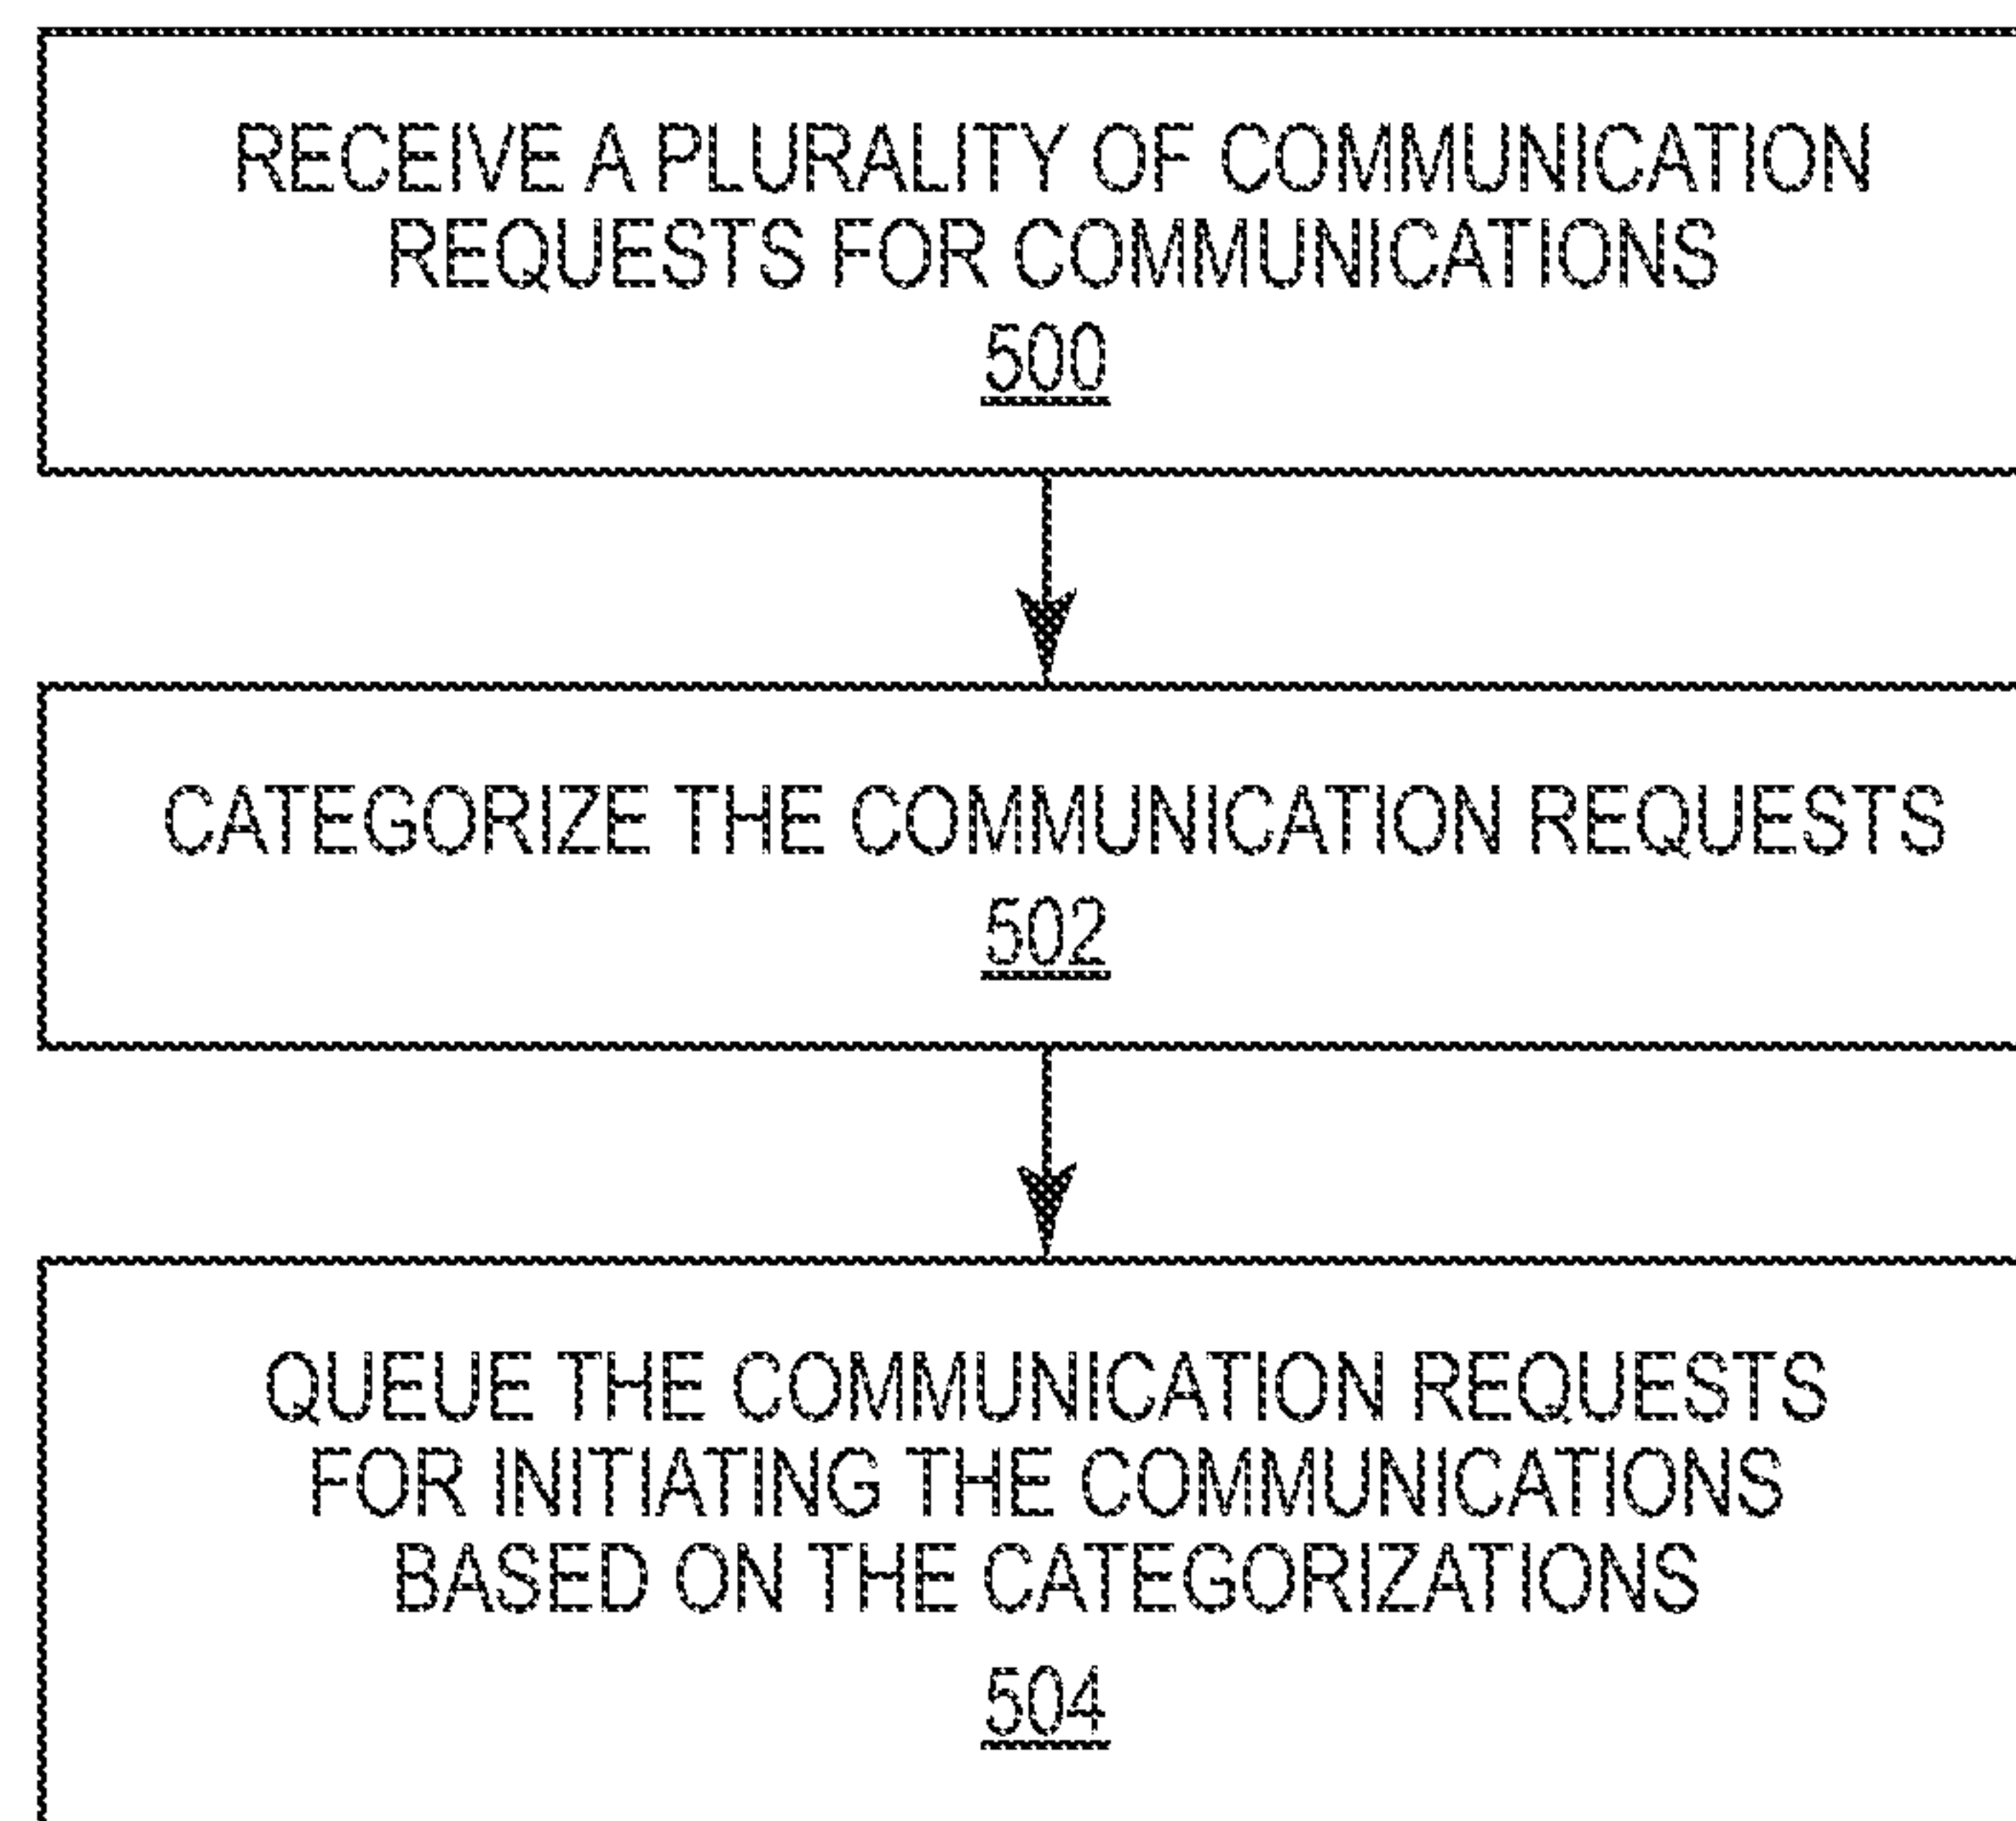 RECEIVE A PLURALITY OF COMMUNICATION
REQUESTS FOR COMMUNICATIONS
500
CATEGORIZE THE COMMUNICATION REQUESTS
502
QUEUE THE COMMUNICATION REQUESTS
FOR INITIATING THE COMMUNICATIONS
BASED ON THE CATEGORIZATIONS
504